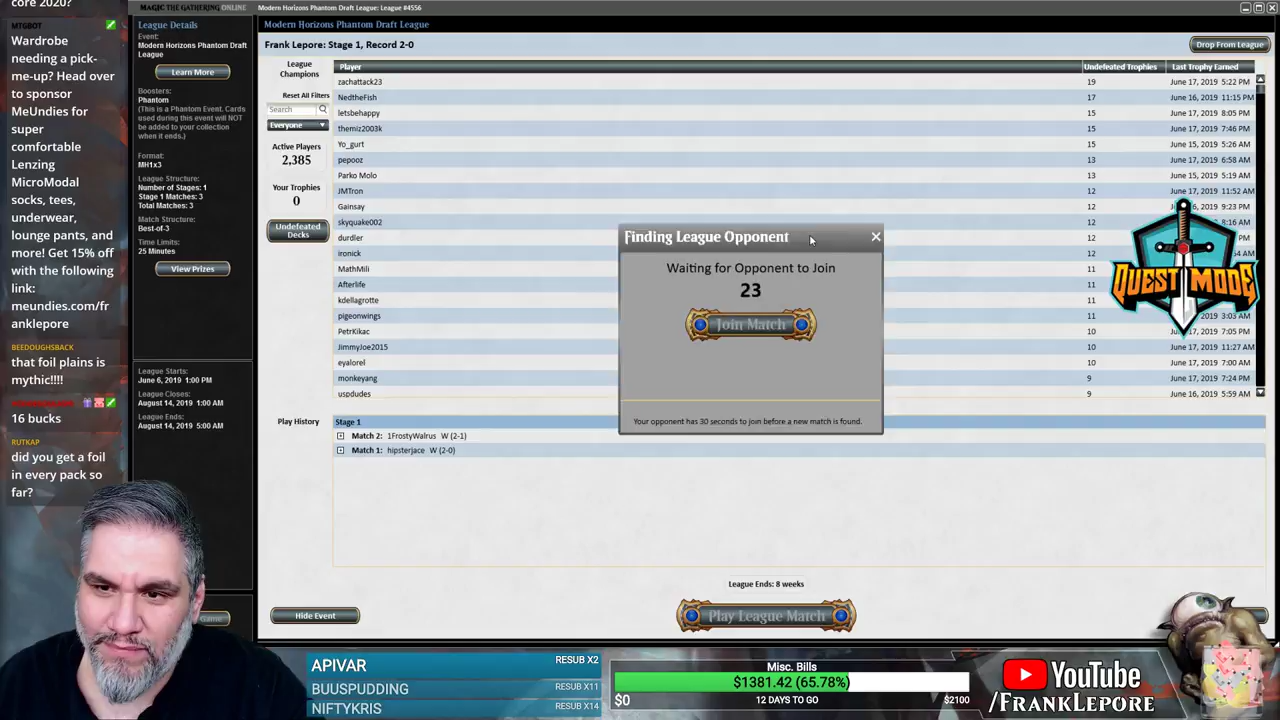 core 2020?
MTGBOT
Wardrobe
needing a pick-
me-up? Head over
to sponsor
MeUndies for
super
comfortable
Lenzing
MicroModal
socks, tees,
underwear,
lounge pants, and
more! Get 15% off
with the following
link:
meundies.com/fr
anklepore
BEEDOUGHSBACK
that foil plains is
mythic!!!!
16 bucks
RUTKAP
did you get a foil
in every pack so
far?
MAGIC THE GATHERING ONLINE
Modern Horizons Phantom Draft League: League #4556
League Details
Event:
Modern Horizons Phantom Draft
League
Learn More
Boosters:
Phantom
(This is a Phantom Event. Cards
used during this event will NOT
be added to your collection
when it ends.)
Format:
MH1x3
League Structure:
Number of Stages: 1
Stage 1 Matches: 3
Total Matches: 3
Match Structure:
Best-of-3
Time Limits:
25 Minutes
View Prizes
League Starts:
June 6, 2019 1:00 PM
League Closes:
August 14, 2019 1:00 AM
League Ends:
August 14, 2019 5:00 AM
Game
Modern Horizons Phantom Draft League
Frank Lepore: Stage 1, Record 2-0
Drop From League
League
Champions
Reset All Filters
Search
Everyone
Active Players
2,385
Your Trophies
0
Undefeated
Decks
Player Undefeated Trophies Last Trophy Earned
zachattack23 19 June 17, 2019 5:22 PM
NedtheFish 17 June 16, 2019 11:15 PM
letsbehappy 15 June 17, 2019 8:05 PM
themiz2003k 15 June 17, 2019 7:46 PM
Yo_gurt 15 June 17, 2019 5:26 AM
pepooz 13 June 17, 2019 6:58 AM
Parko Molo 13 June 15, 2019 5:19 AM
JMTron 12 June 17, 2019 11:52 AM
Gainsay 12 6, 2019 9:23 PM
skyquake002 12 8:16 AM
durdler 12
ironick 12 AM
MathMili 11
Afterlife 11
kdellagrotte 11
pigeonwings 11 3:03 AM
PetrKikac 10 June 17, 2019 7:05 PM
JimmyJoe2015 10 June 17, 2019 11:27 AM
eyalorel 10 June 17, 2019 7:00 AM
monkeyang 9 June 17, 2019 7:24 PM
uspdudes 9 June 16, 2019 5:59 AM
Finding League Opponent
Waiting for Opponent to Join
23
Join Match
Your opponent has 30 seconds to join before a new match is found.
QUEST MODE
Play History
Stage 1
Match 2: 1FrostyWalrus W (2-1)
Match 1: hipsterjace W (2-0)
League Ends: 8 weeks
Hide Event
Play League Match
APIVAR RESUB X2
BUUSPUDDING RESUB X11
NIFTYKRIS RESUB X14
Misc. Bills
$1381.42 (65.78%)
$0 12 DAYS TO GO $2100
YouTube
/FRANKLEPORE